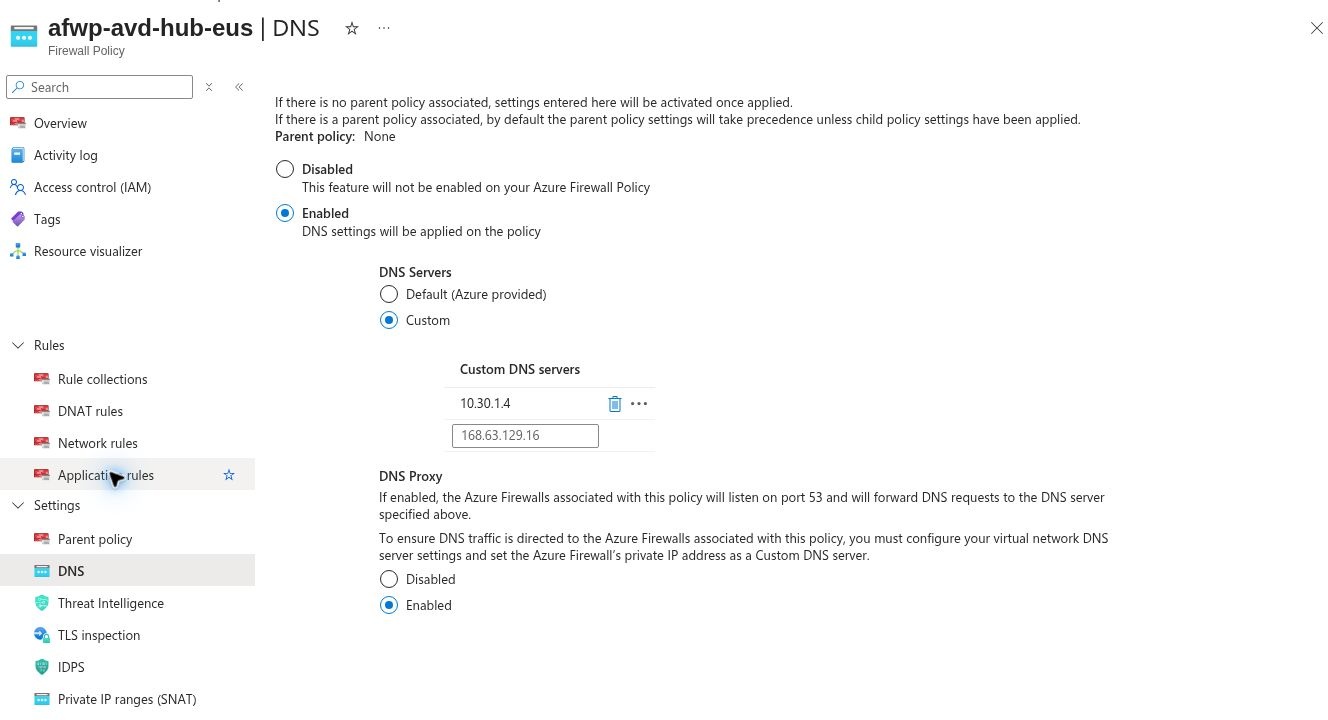 afwp-avd-hub-eus | DNS
Firewall Policy
Search
Overview
Activity log
Access control (IAM)
Tags
Resource visualizer
Rules
Rule collections
DNAT rules
Network rules
Application rules
Settings
Parent policy
DNS
Threat Intelligence
TLS inspection
IDPS
Private IP ranges (SNAT)
If there is no parent policy associated, settings entered here will be activated once applied.
If there is a parent policy associated, by default the parent policy settings will take precedence unless child policy settings have been applied.
Parent policy: None
Disabled
This feature will not be enabled on your Azure Firewall Policy
Enabled
DNS settings will be applied on the policy
DNS Servers
Default (Azure provided)
Custom
Custom DNS servers
10.30.1.4
168.63.129.16
DNS Proxy
If enabled, the Azure Firewalls associated with this policy will listen on port 53 and will forward DNS requests to the DNS server
specified above.
To ensure DNS traffic is directed to the Azure Firewalls associated with this policy, you must configure your virtual network DNS
server settings and set the Azure Firewall's private IP address as a Custom DNS server.
Disabled
Enabled